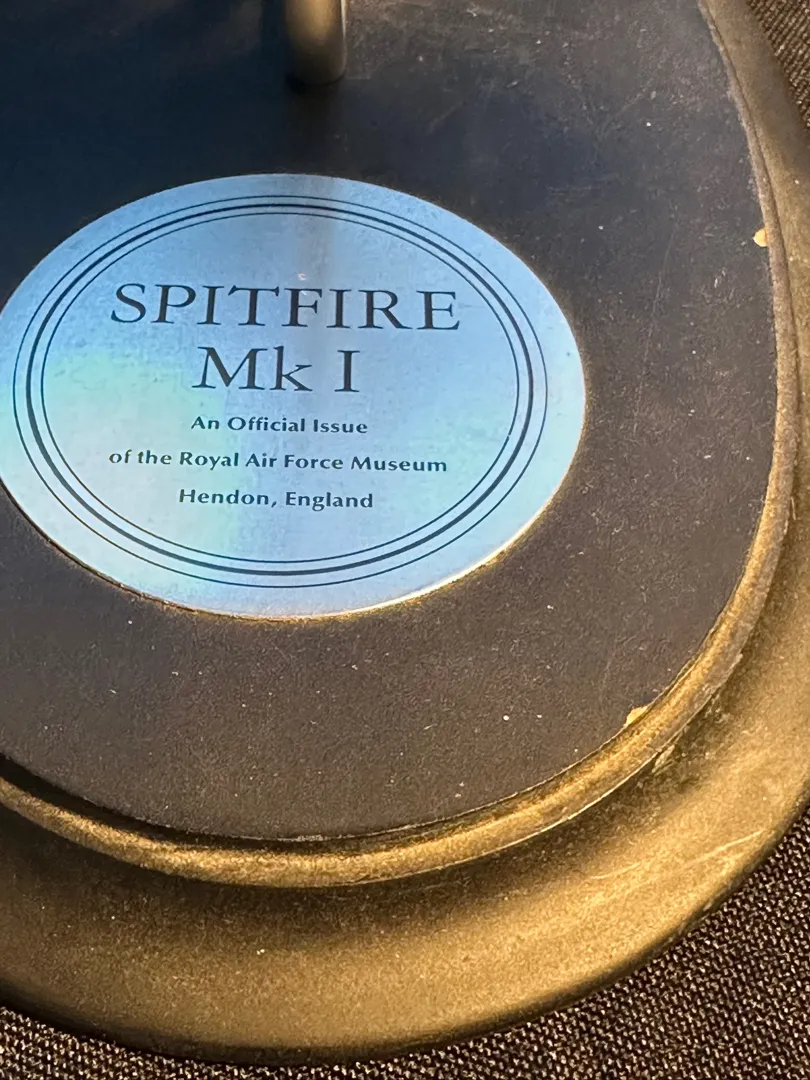 SPITFIRE
Mk I
An Official Issue
of the Royal Air Force Museum
Hendon, England